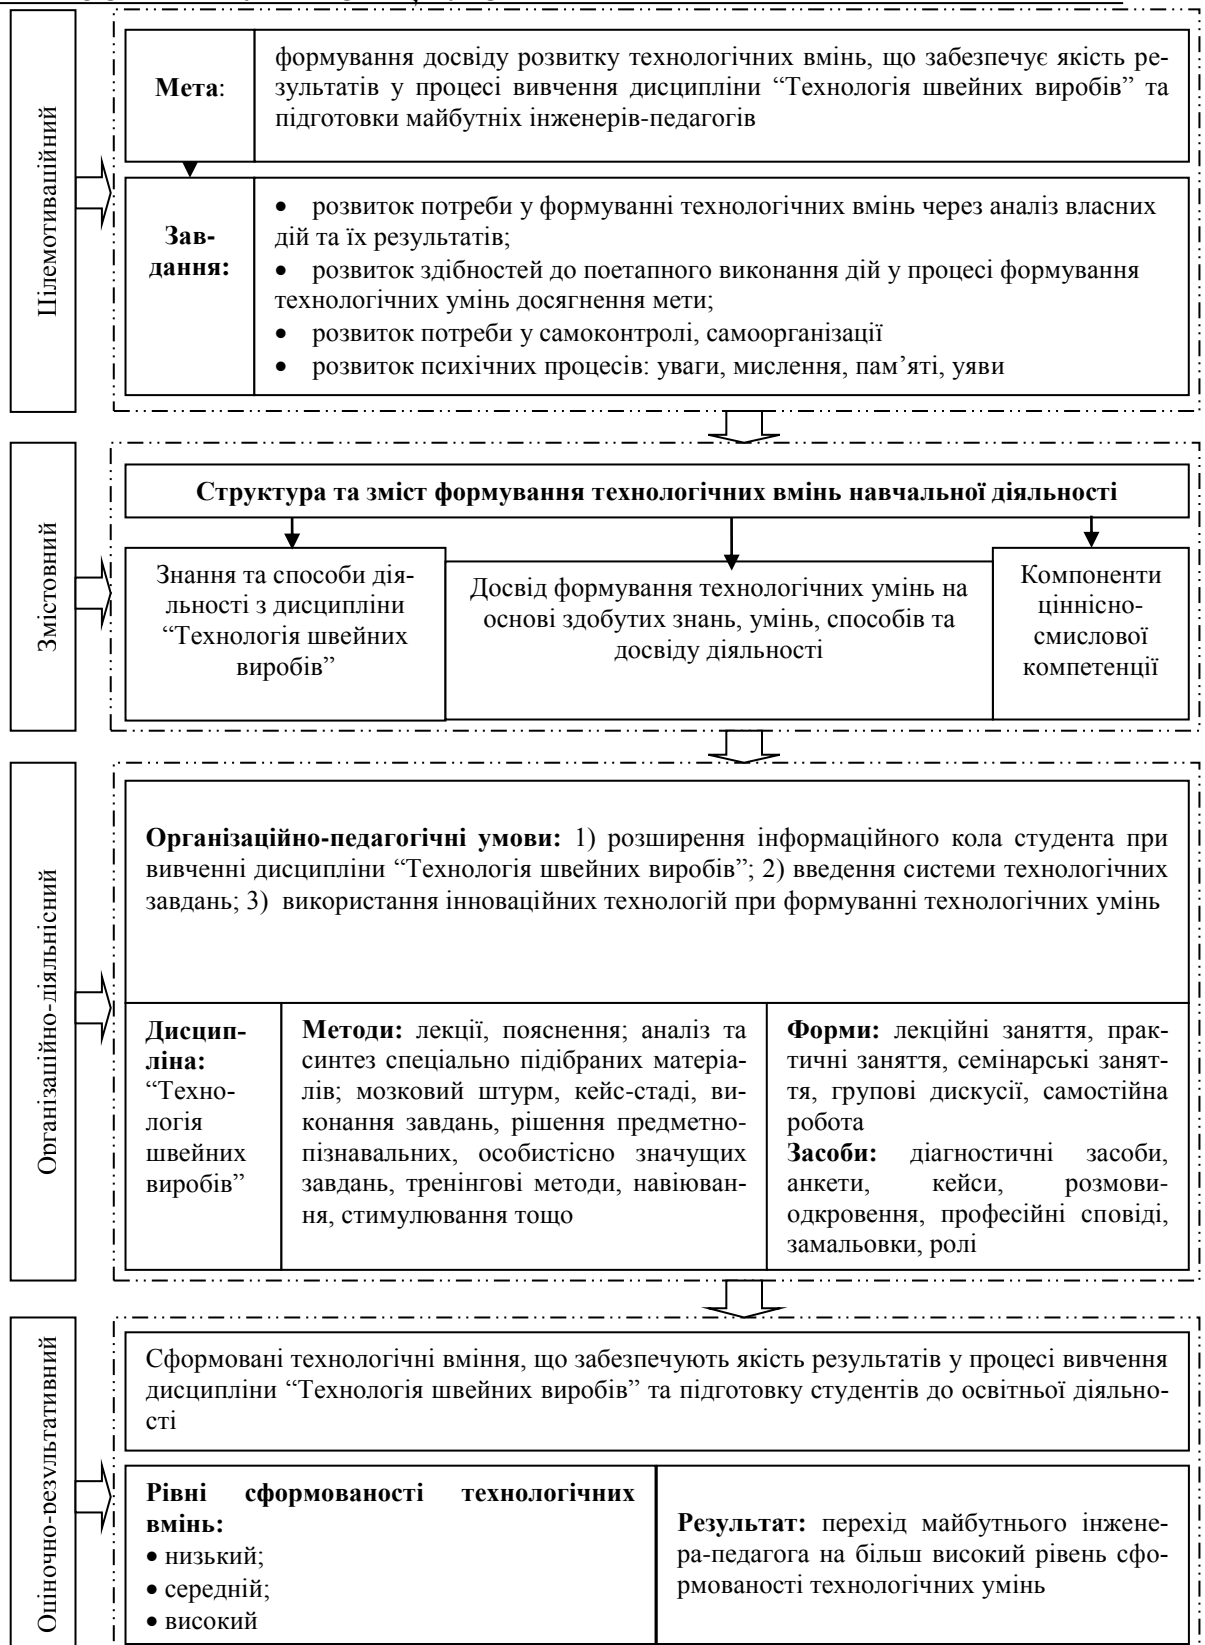 Цілемотиваційний
Мета:
формування досвіду розвитку технологічних вмінь, що забезпечує якість ре-
зультатів у процесі вивчення дисципліни “Технологія швейних виробів” та
підготовки майбутніх інженерів-педагогів
Зав-
дання:
• розвиток потреби у формуванні технологічних вмінь через аналіз власних
дій та їх результатів;
• розвиток здібностей до поетапного виконання дій у процесі формування
технологічних умінь досягнення мети;
• розвиток потреби у самоконтролі, самоорганізації
• розвиток психічних процесів: уваги, мислення, пам’яті, уяви
Змістовний
Структура та зміст формування технологічних вмінь навчальної діяльності
Знання та способи дія-
льності з дисципліни
“Технологія швейних
виробів”
Досвід формування технологічних умінь на
основі здобутих знань, умінь, способів та
досвіду діяльності
Компоненти
ціннісно-
смислової
компетенції
Організаційно-діяльнісний
Організаційно-педагогічні умови: 1) розширення інформаційного кола студента при
вивченні дисципліни “Технологія швейних виробів”; 2) введення системи технологічних
завдань; 3) використання інноваційних технологій при формуванні технологічних умінь
Дисцип-
ліна:
“Техно-
логія
швейних
виробів”
Методи: лекції, пояснення; аналіз та
синтез спеціально підібраних матеріа-
лів; мозковий штурм, кейс-стаді, ви-
конання завдань, рішення предметно-
пізнавальних, особистісно значущих
завдань, тренінгові методи, навіюван-
ня, стимулювання тощо
Форми: лекційні заняття, прак-
тичні заняття, семінарські занят-
тя, групові дискусії, самостійна
робота
Засоби: діагностичні засоби,
анкети, кейси, розмови-
одкровення, професійні сповіді,
замальовки, ролі
Оціночно-результативний
Сформовані технологічні вміння, що забезпечують якість результатів у процесі вивчення
дисципліни “Технологія швейних виробів” та підготовку студентів до освітньої діяльно-
сті
Рівні сформованості технологічних
вмінь:
• низький;
• середній;
• високий
Результат: перехід майбутнього інжене-
ра-педагога на більш високий рівень сфо-
рмованості технологічних умінь